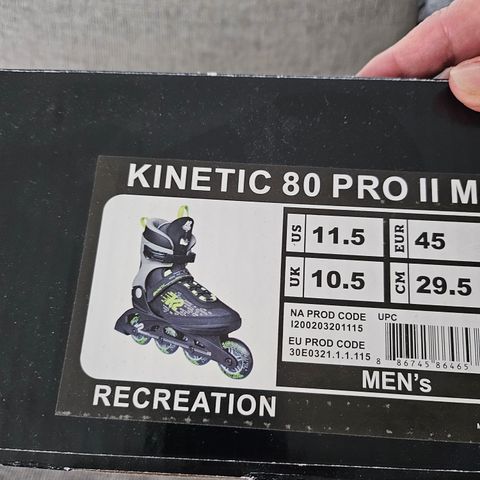 KINETIC 80 PRO II M
US 11.5 EUR 45
UK 10.5 CM 29.5
NA PROD CODE UPC
I200203201115
EU PROD CODE
30E0321.1.1.115
8 86745 86465
MEN's
RECREATION